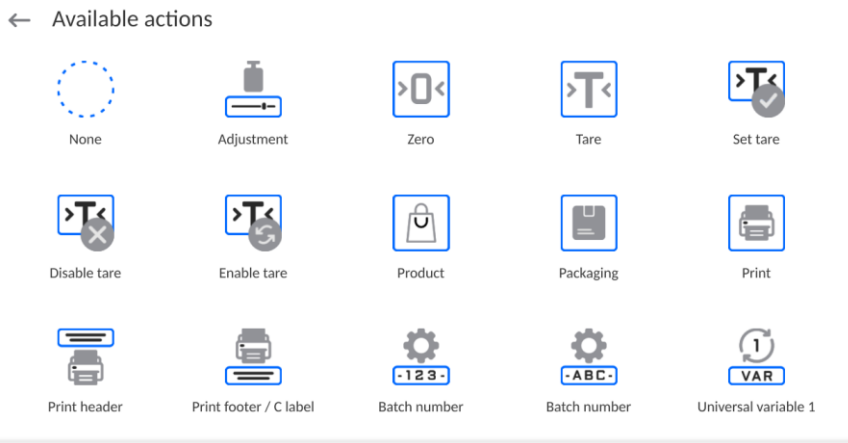 Available actions
>0< >T< >T<
None Adjustment Zero Tare Set tare
>T< >T<
Disable tare Enable tare Product Packaging Print
1
-123- -ABC- VAR
Print header Print footer / C label Batch number Batch number Universal variable 1